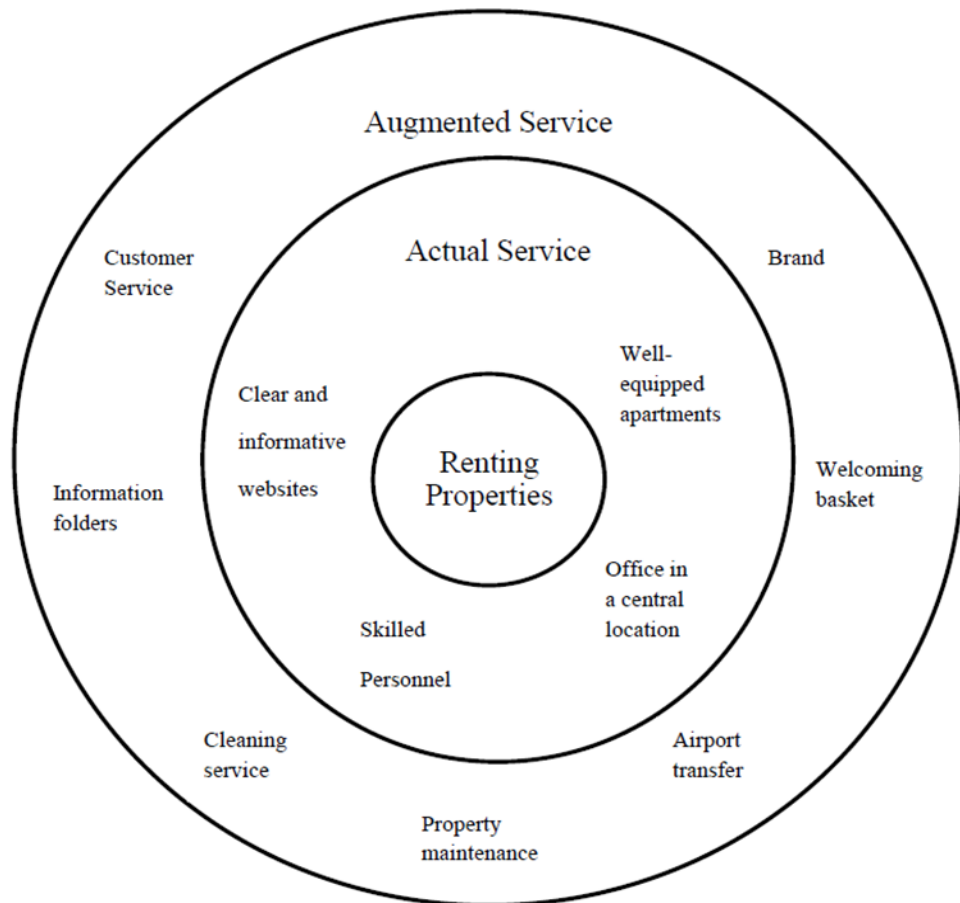 Augmented Service
Customer
Service
Brand
Actual Service
Well-
equipped
apartments
Clear and
informative
websites
Renting
Properties
Welcoming
basket
Information
folders
Office in
a central
location
Skilled
Personnel
Cleaning
service
Airport
transfer
Property
maintenance